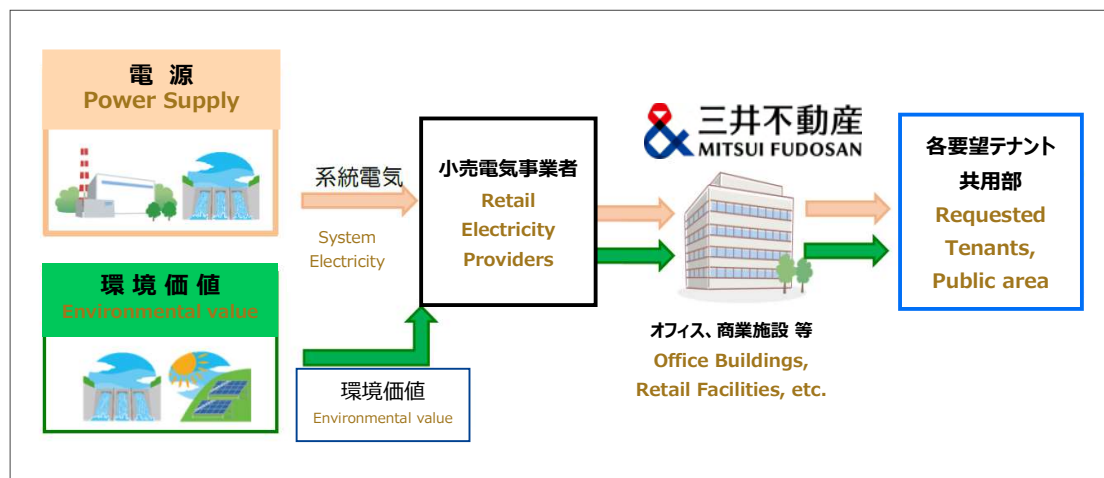 電 源
Power Supply
系統電気
System
Electricity
環 境 価 値
Environmental value
環境価値
Environmental value
小売電気事業者
Retail
Electricity
Providers
三井不動産
MITSUI FUDOSAN
オフィス、商業施設 等
Office Buildings,
Retail Facilities, etc.
各要望テナント
共用部
Requested
Tenants,
Public area